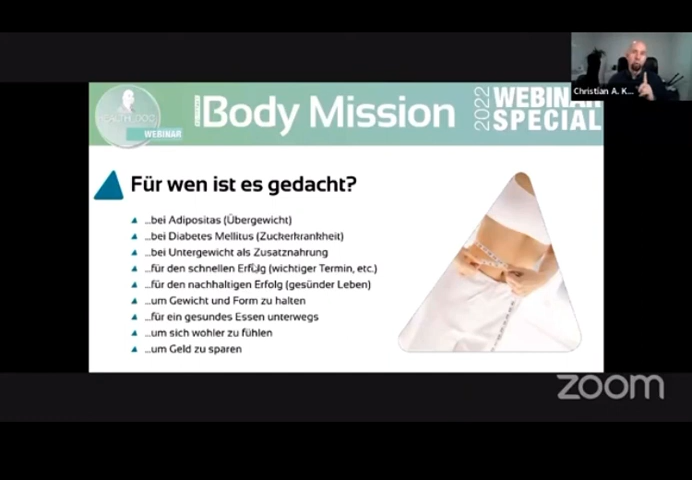 Christian A. K...
HEALTH DOC
WEBINAR
Body Mission
2022
WEBINAR
SPECIAL
Für wen ist es gedacht?
...bei Adipositas (Übergewicht)
...bei Diabetes Mellitus (Zuckerkrankheit)
...bei Untergewicht als Zusatznahrung
...für den schnellen Erfolg (wichtiger Termin, etc.)
...für den nachhaltigen Erfolg (gesünder Leben)
...um Gewicht und Form zu halten
...für ein gesundes Essen unterwegs
...um sich wohler zu fühlen
...um Geld zu sparen
zoom